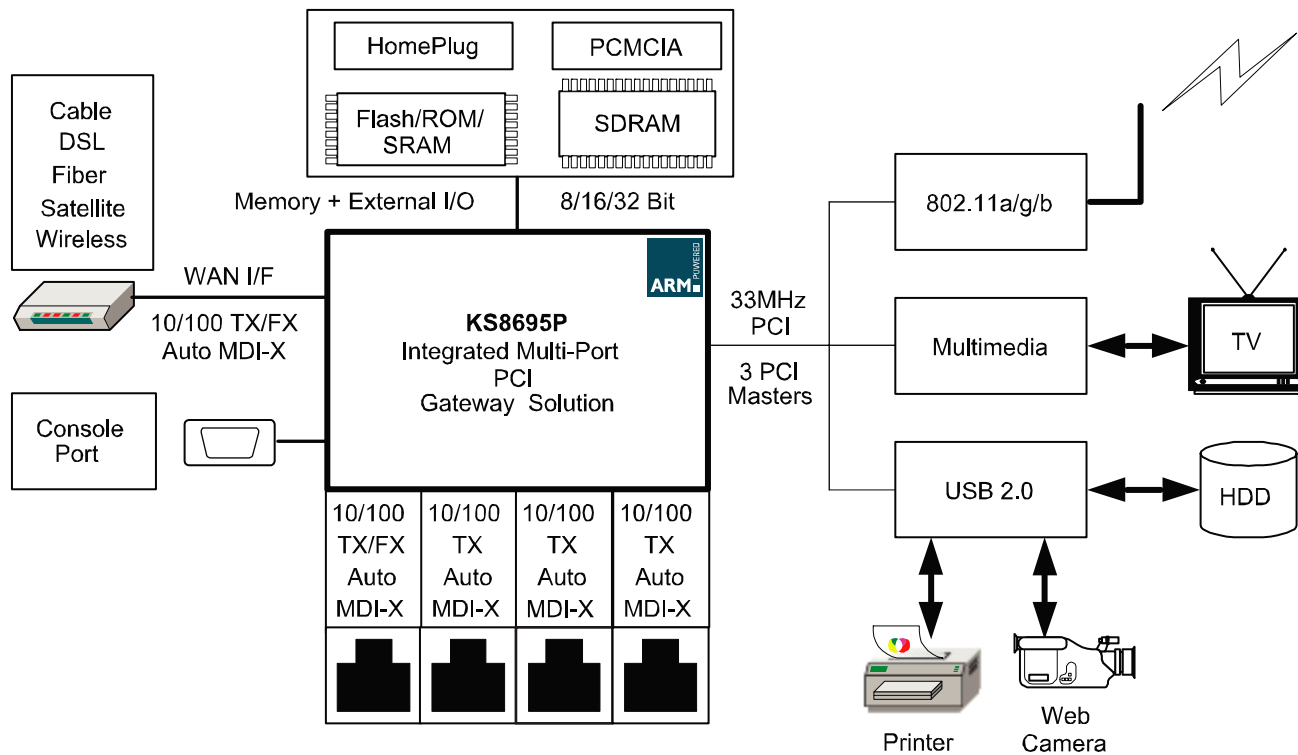 HomePlug
PCMCIA
Flash/ROM/
SRAM
SDRAM
Cable
DSL
Fiber
Satellite
Wireless
Memory + External I/O
8/16/32 Bit
802.11a/g/b
WAN I/F
10/100 TX/FX
Auto MDI-X
ARM POWERED
KS8695P
Integrated Multi-Port
PCI
Gateway Solution
33MHz
PCI
3 PCI
Masters
Multimedia
TV
Console
Port
USB 2.0
HDD
10/100
TX/FX
Auto
MDI-X
10/100
TX
Auto
MDI-X
10/100
TX
Auto
MDI-X
10/100
TX
Auto
MDI-X
Printer
Web
Camera